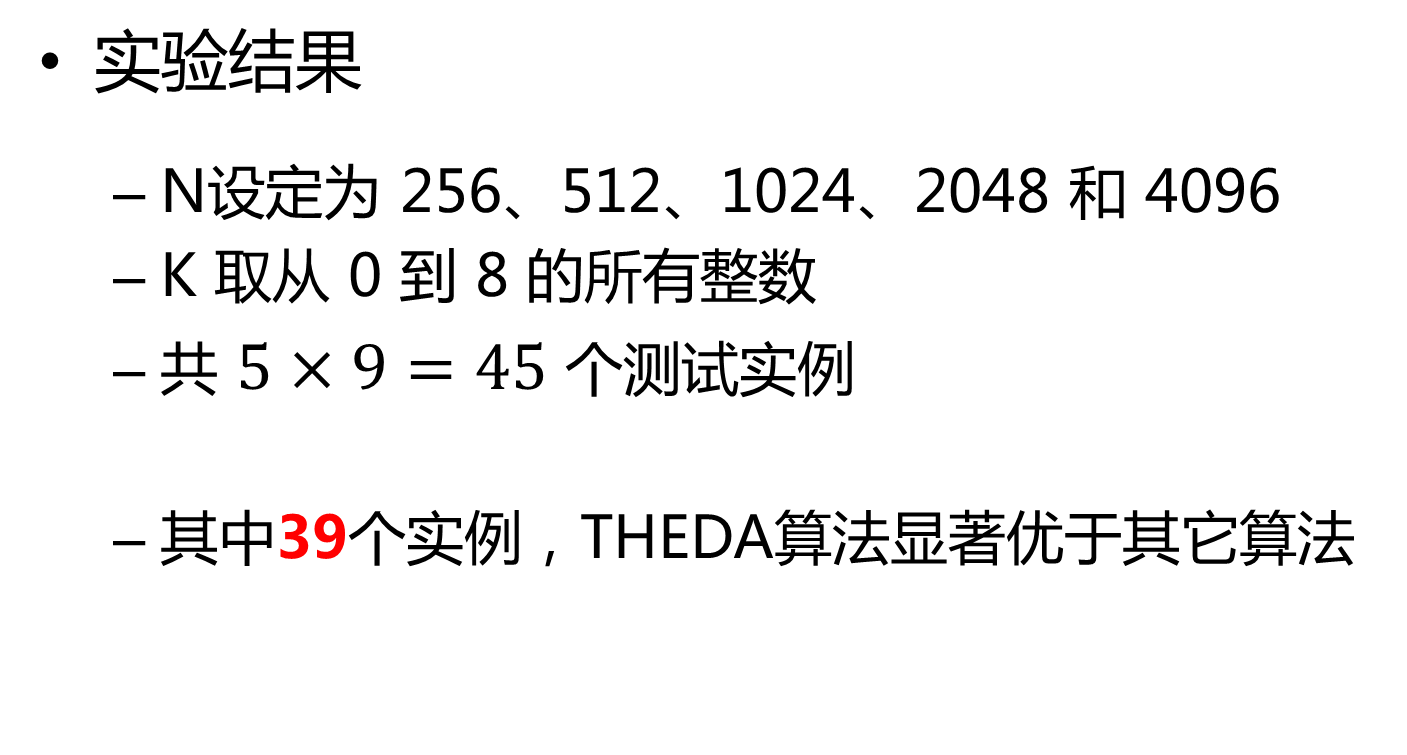 • 实验结果
– N设定为 256、512、1024、2048 和 4096
– K 取从 0 到 8 的所有整数
– 共 5 × 9 = 45 个测试实例
– 其中39个实例，THEDA算法显著优于其它算法